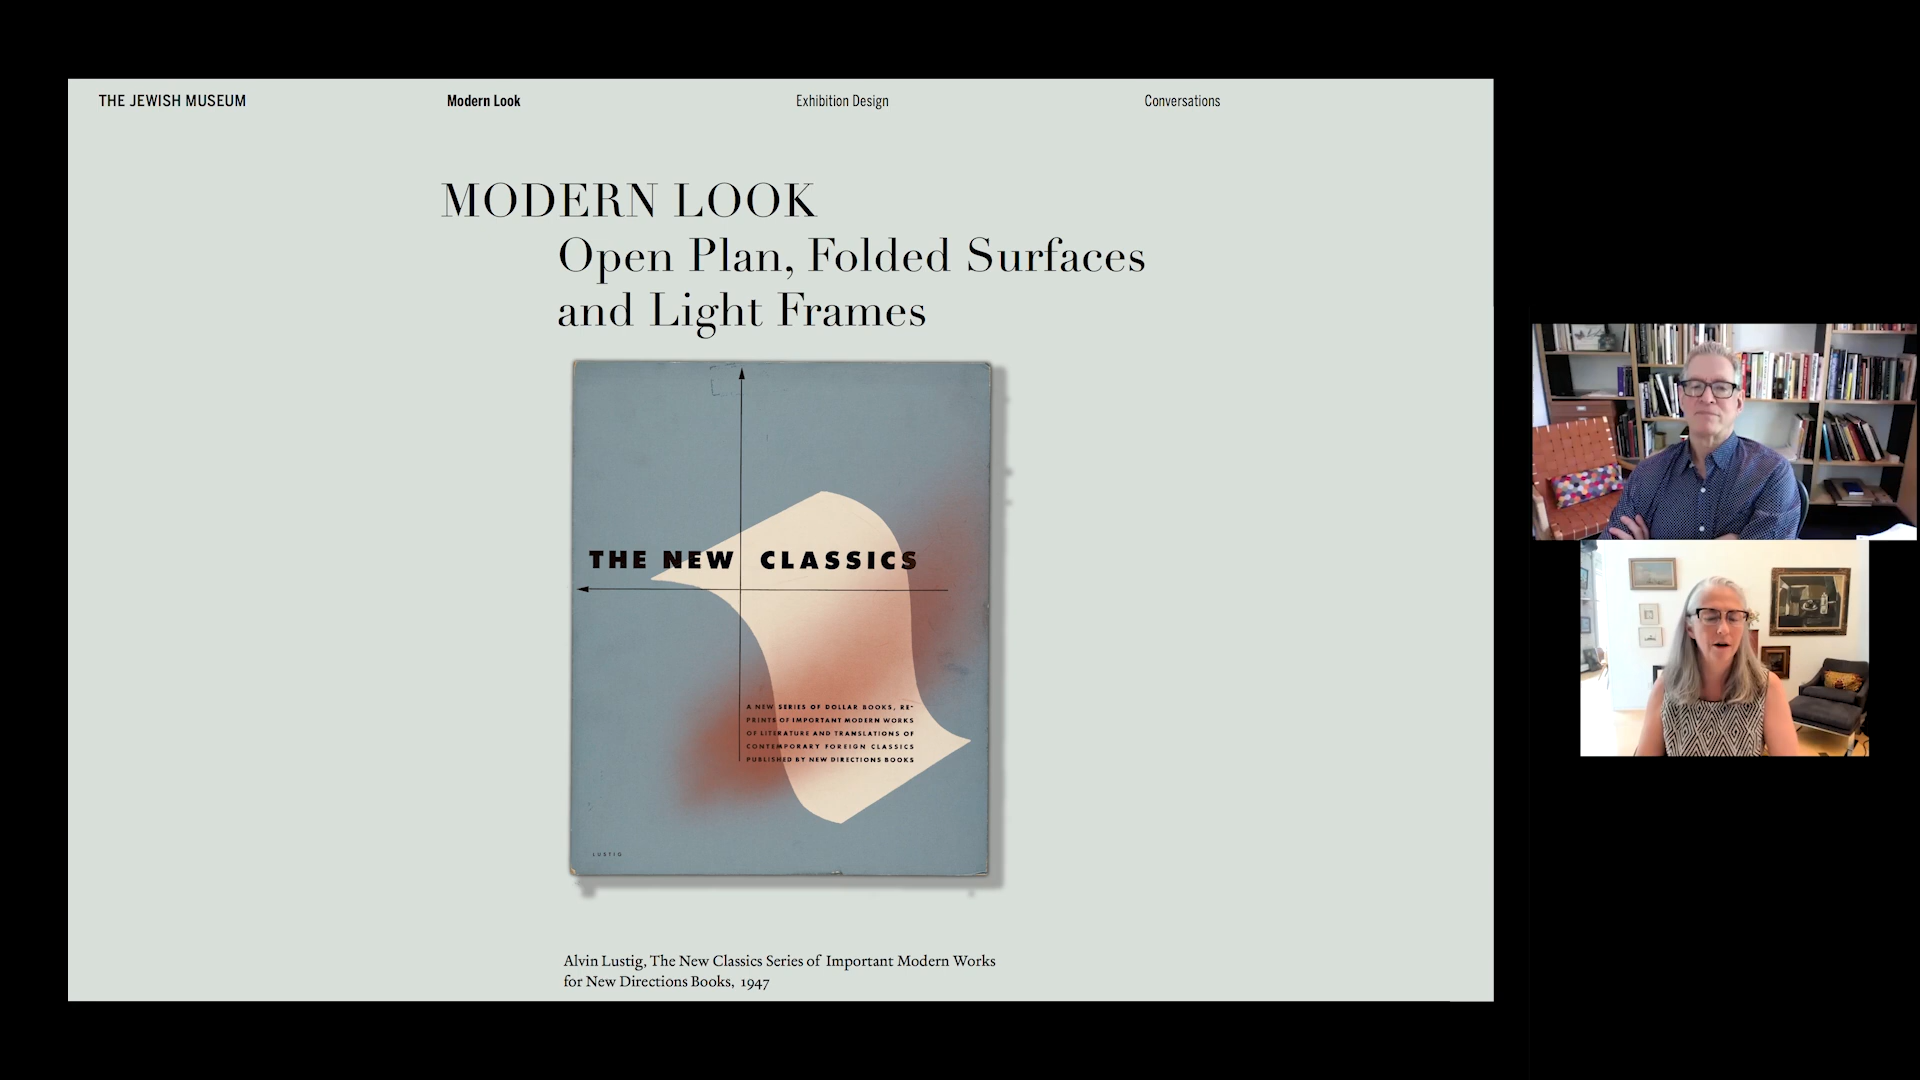 THE JEWISH MUSEUM
Modern Look
Exhibition Design
Conversations
MODERN LOOK
Open Plan, Folded Surfaces
and Light Frames
THE NEW CLASSICS
A NEW SERIES OF DOLLAR BOOKS, RE-
PRINTS OF IMPORTANT MODERN WORKS
OF LITERATURE AND TRANSLATIONS OF
CONTEMPORARY FOREIGN CLASSICS
PUBLISHED BY NEW DIRECTIONS BOOKS
LUSTIG
Alvin Lustig, The New Classics Series of Important Modern Works
for New Directions Books, 1947